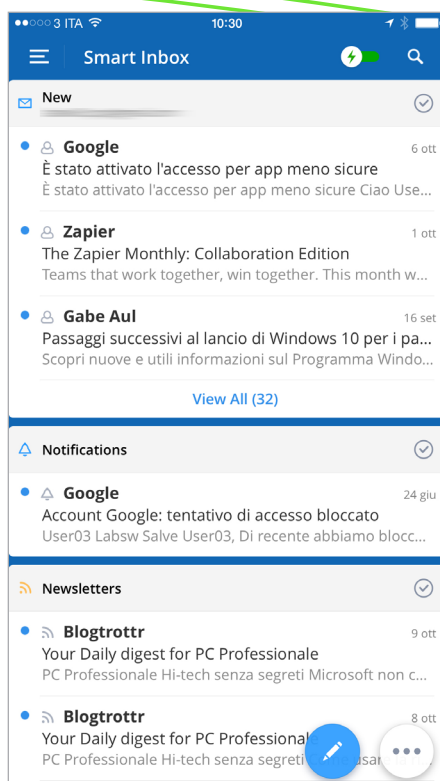 3 ITA 10:30
Smart Inbox
New
Google 6 ott
È stato attivato l'accesso per app meno sicure
È stato attivato l'accesso per app meno sicure Ciao Use...
Zapier 1 ott
The Zapier Monthly: Collaboration Edition
Teams that work together, win together. This month w...
Gabe Aul 16 set
Passaggi successivi al lancio di Windows 10 per i pa...
Scopri nuove e utili informazioni sul Programma Windo...
View All (32)
Notifications
Google 24 giu
Account Google: tentativo di accesso bloccato
User03 Labsw Salve User03, Di recente abbiamo blocc...
Newsletters
Blogtrottr 9 ott
Your Daily digest for PC Professionale
PC Professionale Hi-tech senza segreti Microsoft non c...
Blogtrottr 8 ott
Your Daily digest for PC Professionale
PC Professionale Hi-tech senza segreti